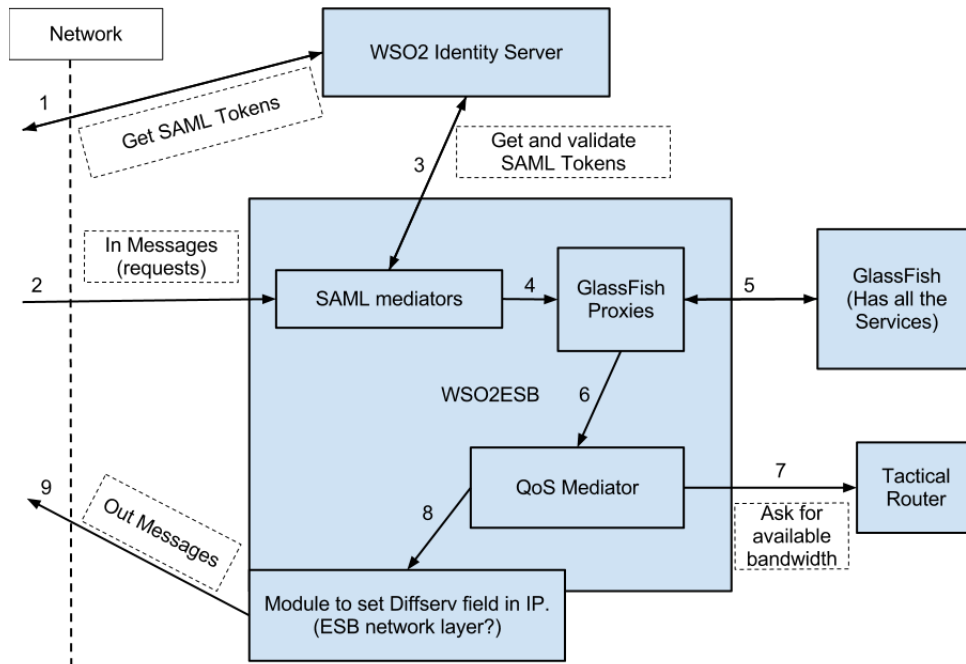 Network
WSO2 Identity Server
1
Get SAML Tokens
3
Get and validate
SAML Tokens
In Messages
(requests)
2
SAML mediators
4
GlassFish
Proxies
5
GlassFish
(Has all the
Services)
WSO2ESB
6
QoS Mediator
7
Tactical
Router
Ask for
available
bandwidth
8
9
Out Messages
Module to set Diffserv field in IP.
(ESB network layer?)